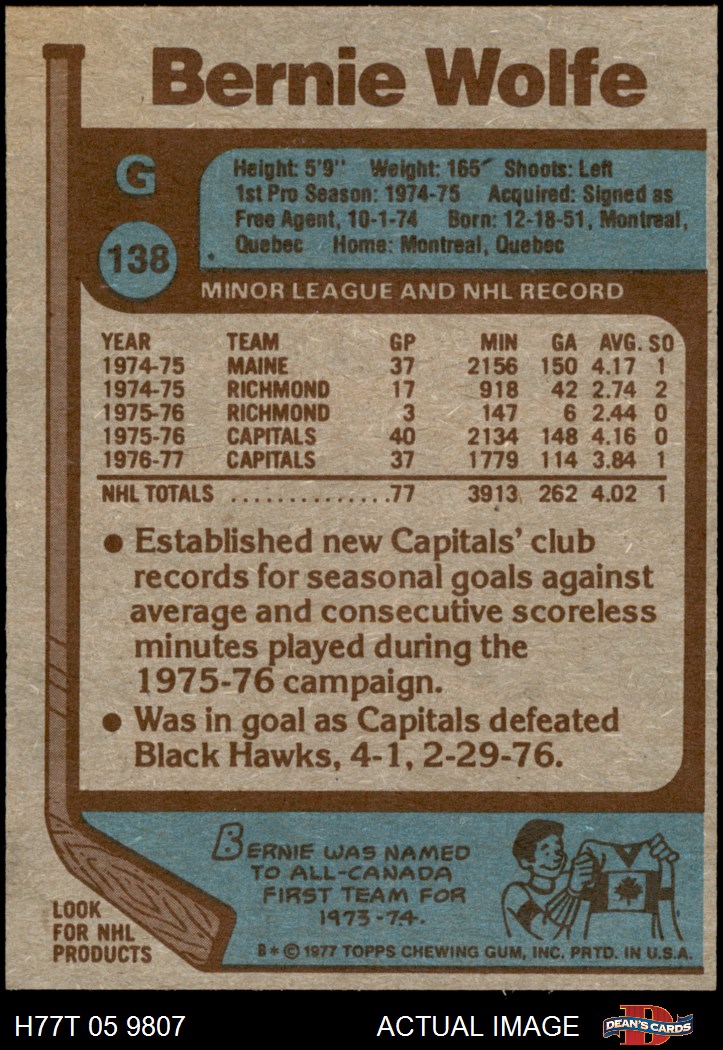 Bernie Wolfe
G
138
Height: 5'9" Weight: 165 Shoots: Left
1st Pro Season: 1974-75 Acquired: Signed as
Free Agent, 10-1-74 Born: 12-18-51, Montreal,
Quebec Home: Montreal, Quebec
MINOR LEAGUE AND NHL RECORD
YEAR TEAM GP MIN GA AVG. SO
1974-75 MAINE 37 2156 150 4.17 1
1974-75 RICHMOND 17 918 42 2.74 2
1975-76 RICHMOND 3 147 6 2.44 0
1975-76 CAPITALS 40 2134 148 4.16 0
1976-77 CAPITALS 37 1779 114 3.84 1
NHL TOTALS ..............77 3913 262 4.02 1
● Established new Capitals' club
records for seasonal goals against
average and consecutive scoreless
minutes played during the
1975-76 campaign.
● Was in goal as Capitals defeated
Black Hawks, 4-1, 2-29-76.
BERNIE WAS NAMED
TO ALL-CANADA
FIRST TEAM FOR
1973-74.
LOOK
FOR NHL
PRODUCTS
B * © 1977 TOPPS CHEWING GUM, INC. PRTD. IN U.S.A.
H77T 05 9807
ACTUAL IMAGE
D
DEAN'S CARDS